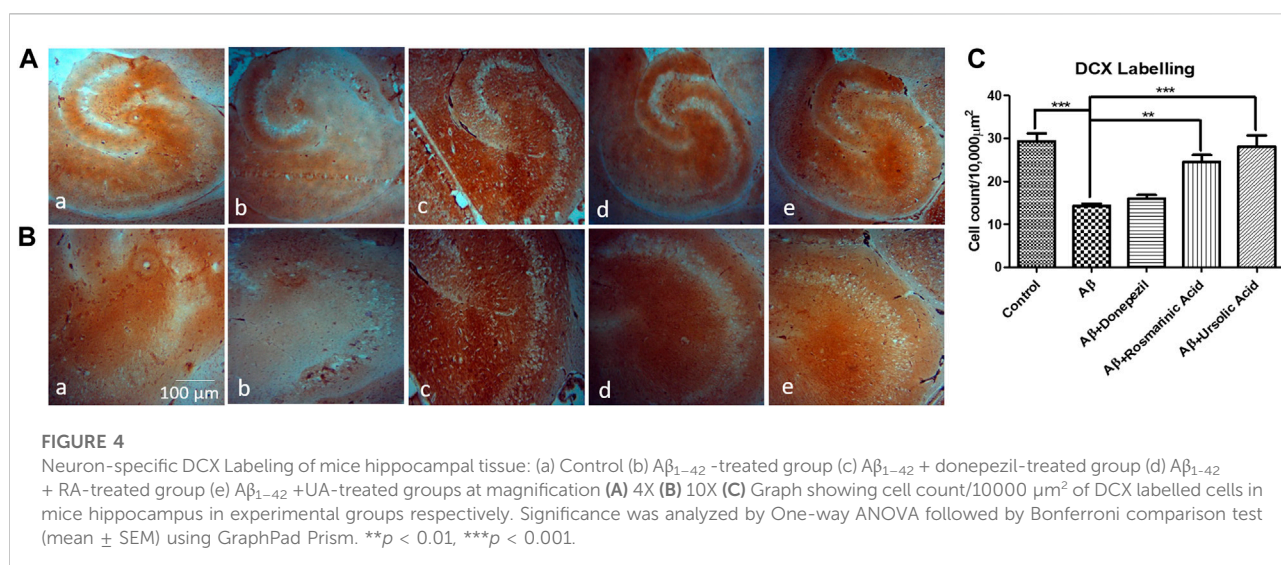 A
a
b
c
d
e
B
a
100 µm
b
c
d
e
C
DCX Labelling
***
***
**
Cell count/10,000µm²
40
30
20
10
0
Control
Aβ
Aβ+Donepezil
Aβ+Rosmarinic Acid
Aβ+Ursolic Acid
FIGURE 4
Neuron-specific DCX Labeling of mice hippocampal tissue: (a) Control (b) Aβ₁₋₄₂ -treated group (c) Aβ₁₋₄₂ + donepezil-treated group (d) Aβ₁₋₄₂
+ RA-treated group (e) Aβ₁₋₄₂ +UA-treated groups at magnification (A) 4X (B) 10X (C) Graph showing cell count/10000 µm² of DCX labelled cells in
mice hippocampus in experimental groups respectively. Significance was analyzed by One-way ANOVA followed by Bonferroni comparison test
(mean ± SEM) using GraphPad Prism. **p < 0.01, ***p < 0.001.